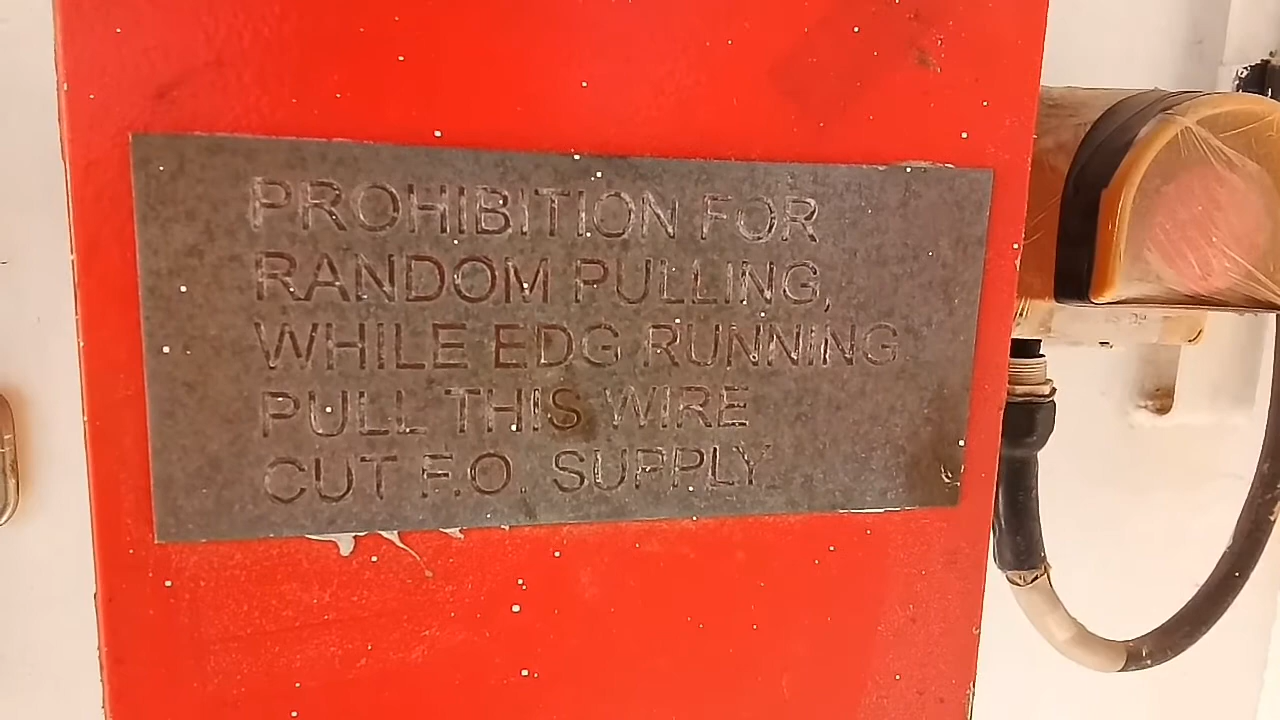 PROHIBITION FOR
RANDOM PULLING,
WHILE EDG RUNNING
PULL THIS WIRE
CUT F.O. SUPPLY